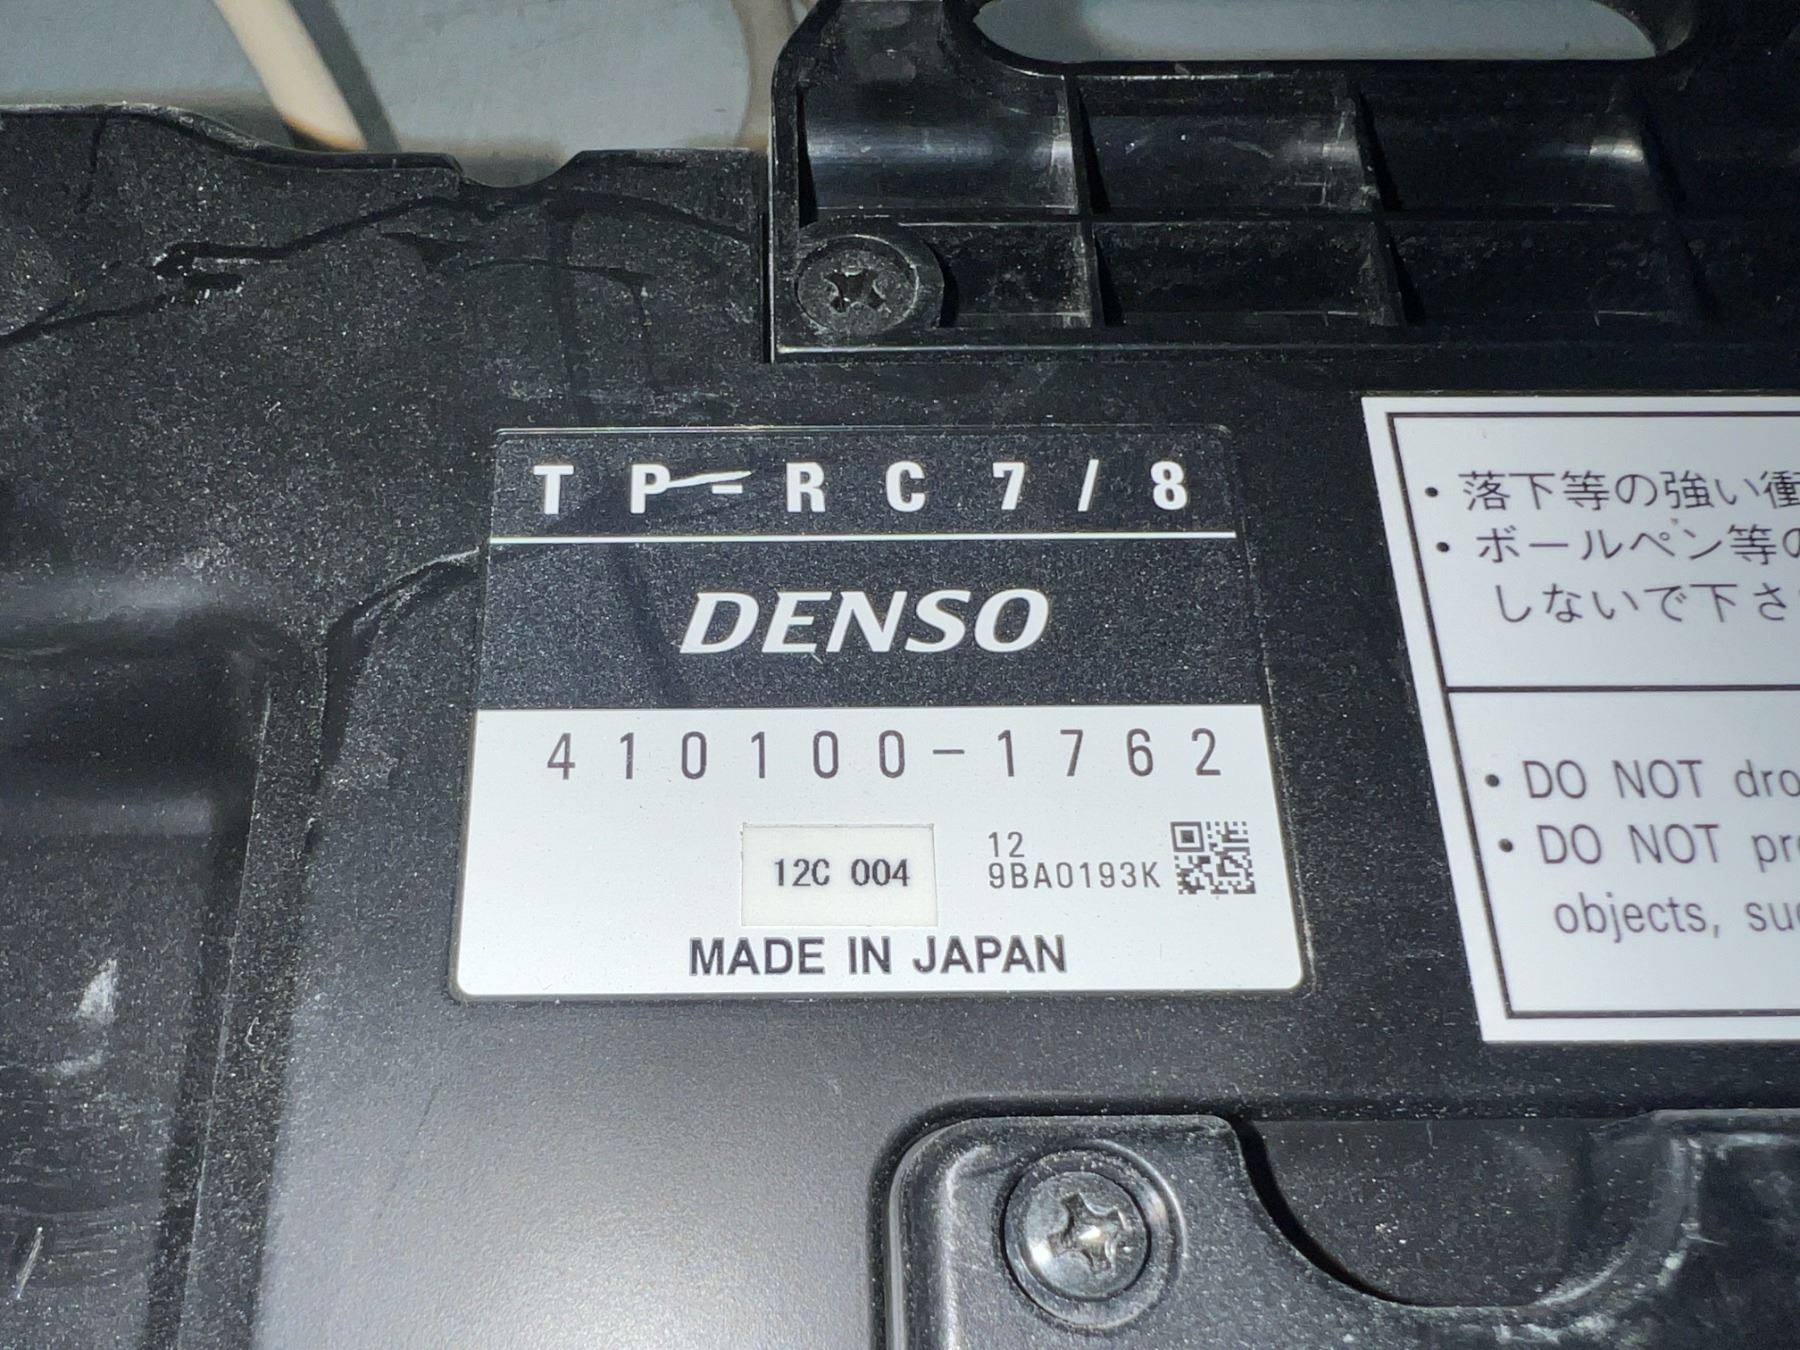 TP-RC7/8
DENSO
410100-1762
12C 004
12
9BA0193K
MADE IN JAPAN
・落下等の強い衝
・ボールペン等の
しないで下さ
• DO NOT dro
• DO NOT pr
objects, su